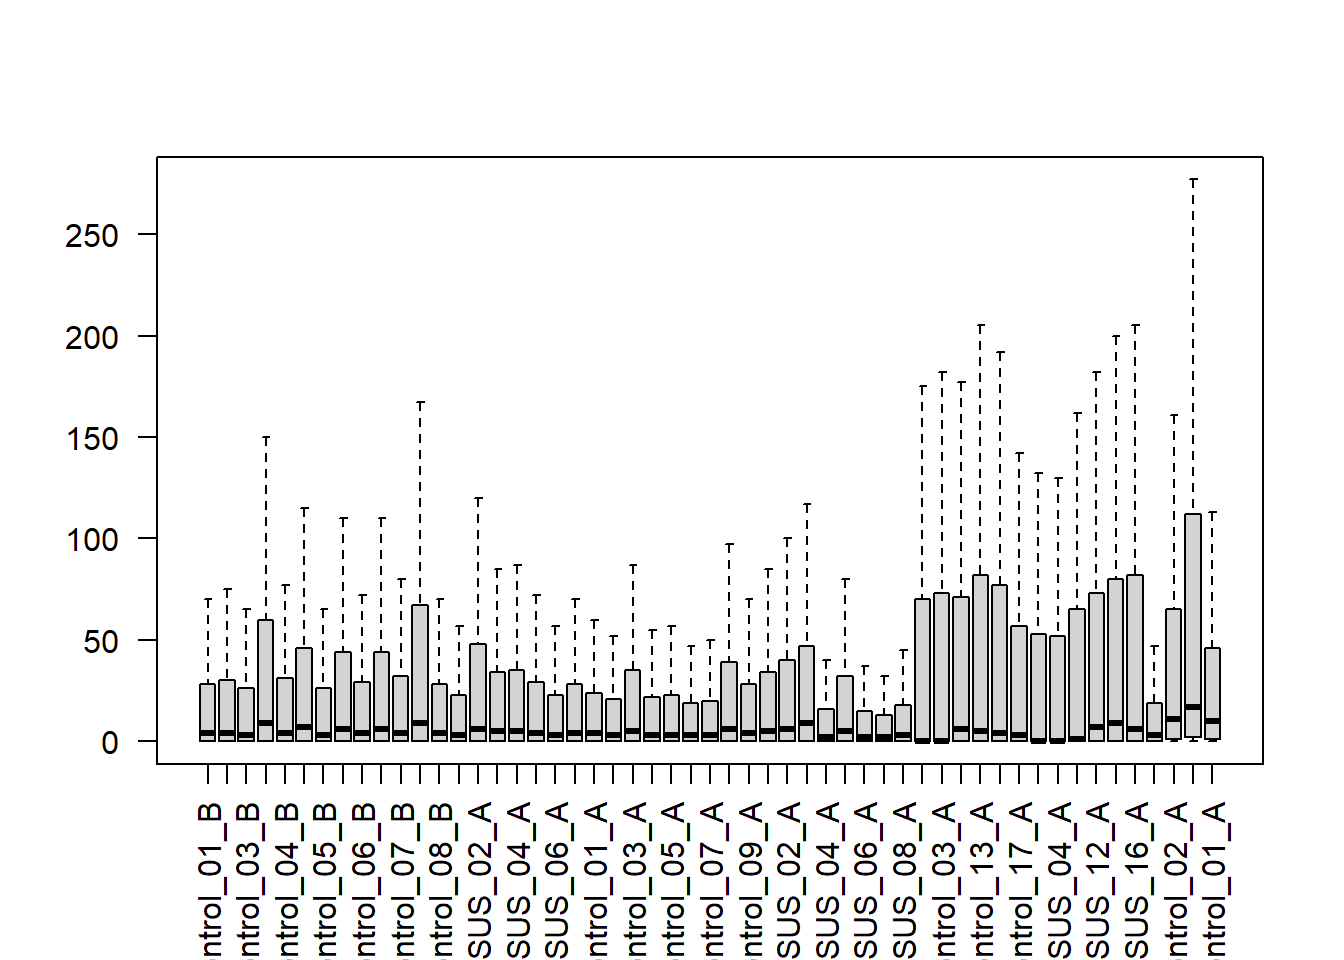 250
200
150
100
50
0
ntrol_01_B
ntrol_03_B
ntrol_04_B
ntrol_05_B
ntrol_06_B
ntrol_07_B
ntrol_08_B
SUS_02_A
SUS_04_A
SUS_06_A
ntrol_01_A
ntrol_03_A
ntrol_05_A
ntrol_07_A
ntrol_09_A
SUS_02_A
SUS_04_A
SUS_06_A
SUS_08_A
ntrol_03_A
ntrol_13_A
ntrol_17_A
SUS_04_A
SUS_12_A
SUS_16_A
ntrol_02_A
ntrol_01_A